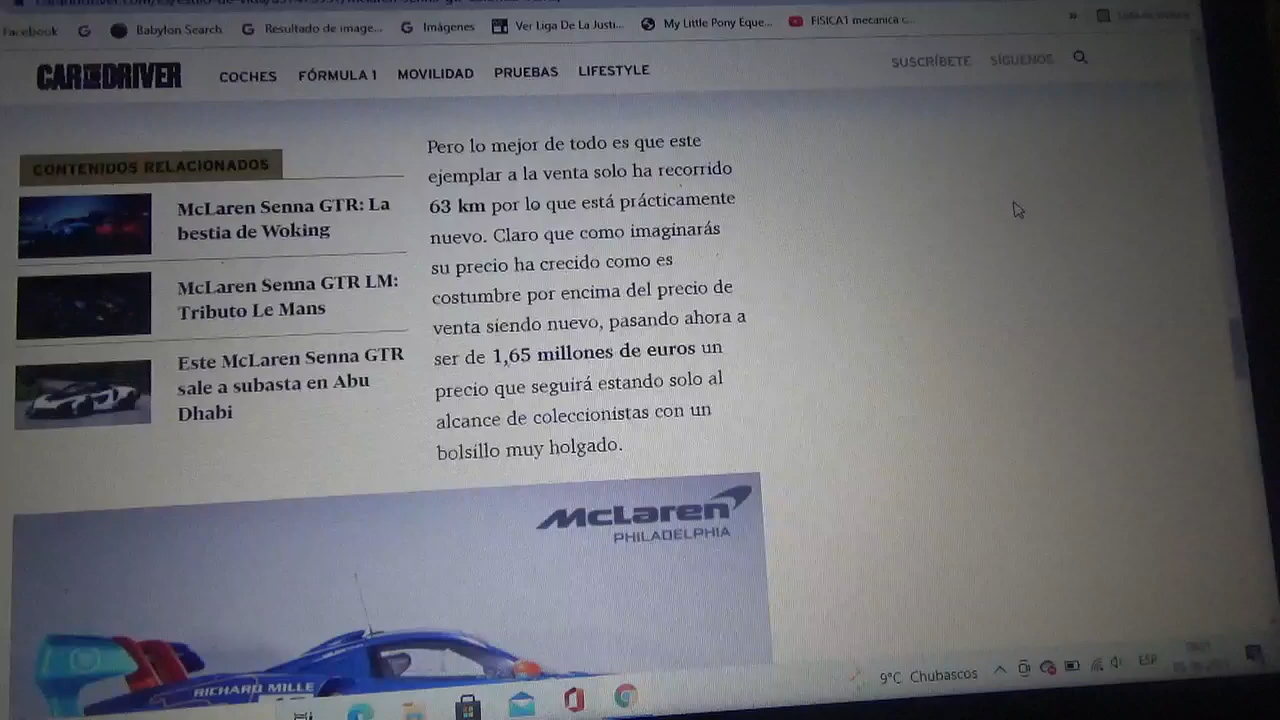 Facebook
Babylon Search
Resultado de image...
Imágenes
Ver Liga De La Justi...
My Little Pony Eque...
FISICA1 mecanica c...
»
CAR AND DRIVER
COCHES
FÓRMULA 1
MOVILIDAD
PRUEBAS
LIFESTYLE
SUSCRÍBETE
SÍGUENOS
CONTENIDOS RELACIONADOS
McLaren Senna GTR: La
bestia de Woking
McLaren Senna GTR LM:
Tributo Le Mans
Este McLaren Senna GTR
sale a subasta en Abu
Dhabi
Pero lo mejor de todo es que este
ejemplar a la venta solo ha recorrido
63 km por lo que está prácticamente
nuevo. Claro que como imaginarás
su precio ha crecido como es
costumbre por encima del precio de
venta siendo nuevo, pasando ahora a
ser de 1,65 millones de euros un
precio que seguirá estando solo al
alcance de coleccionistas con un
bolsillo muy holgado.
McLaren
PHILADELPHIA
RICHARD MILLE
9°C Chubascos
ESP